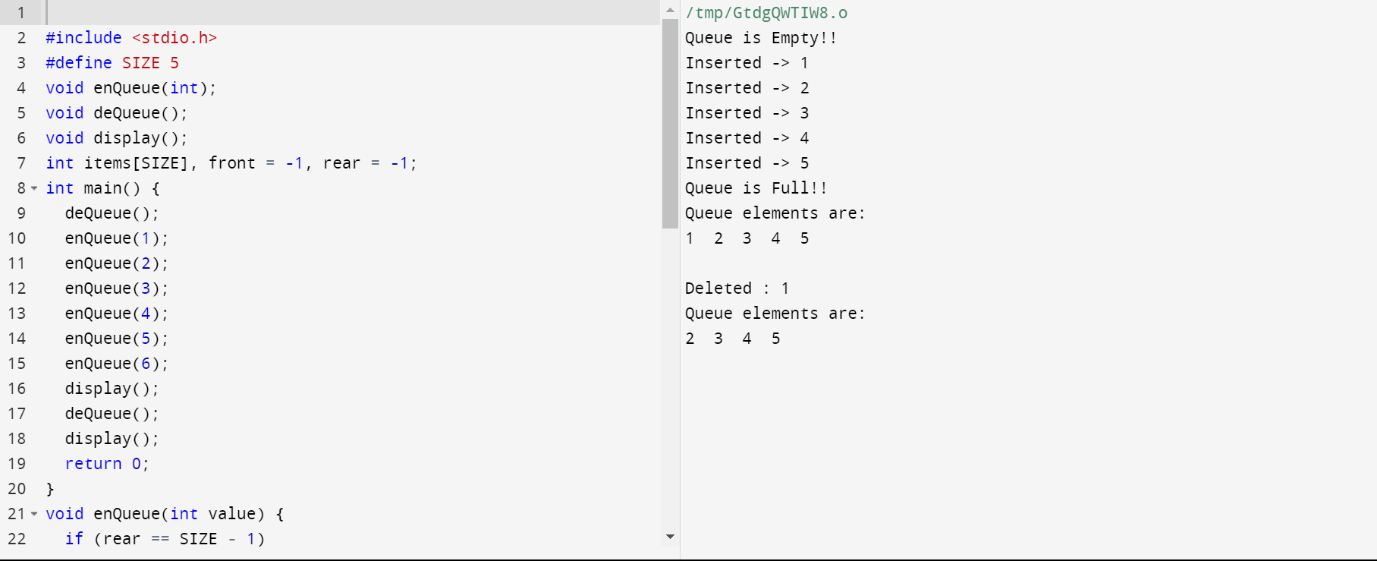 1
2 #include <stdio.h>
3 #define SIZE 5
4 void enQueue(int);
5 void deQueue();
6 void display();
7 int items[SIZE], front = -1, rear = -1;
8 int main() {
9 deQueue();
10 enQueue(1);
11 enQueue(2);
12 enQueue(3);
13 enQueue(4);
14 enQueue(5);
15 enQueue(6);
16 display();
17 deQueue();
18 display();
19 return 0;
20 }
21 void enQueue(int value) {
22 if (rear == SIZE - 1)
/tmp/GtdgQWTIW8.o
Queue is Empty!!
Inserted -> 1
Inserted -> 2
Inserted -> 3
Inserted -> 4
Inserted -> 5
Queue is Full!!
Queue elements are:
1 2 3 4 5
Deleted : 1
Queue elements are:
2 3 4 5